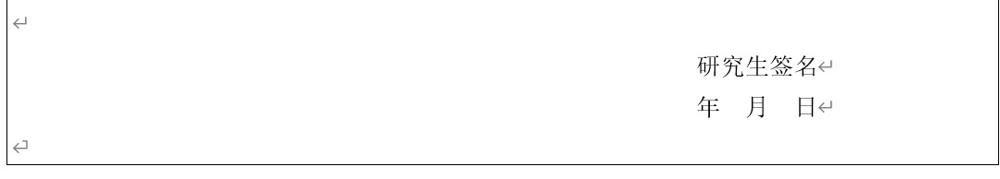 研究生签名
年　月　日